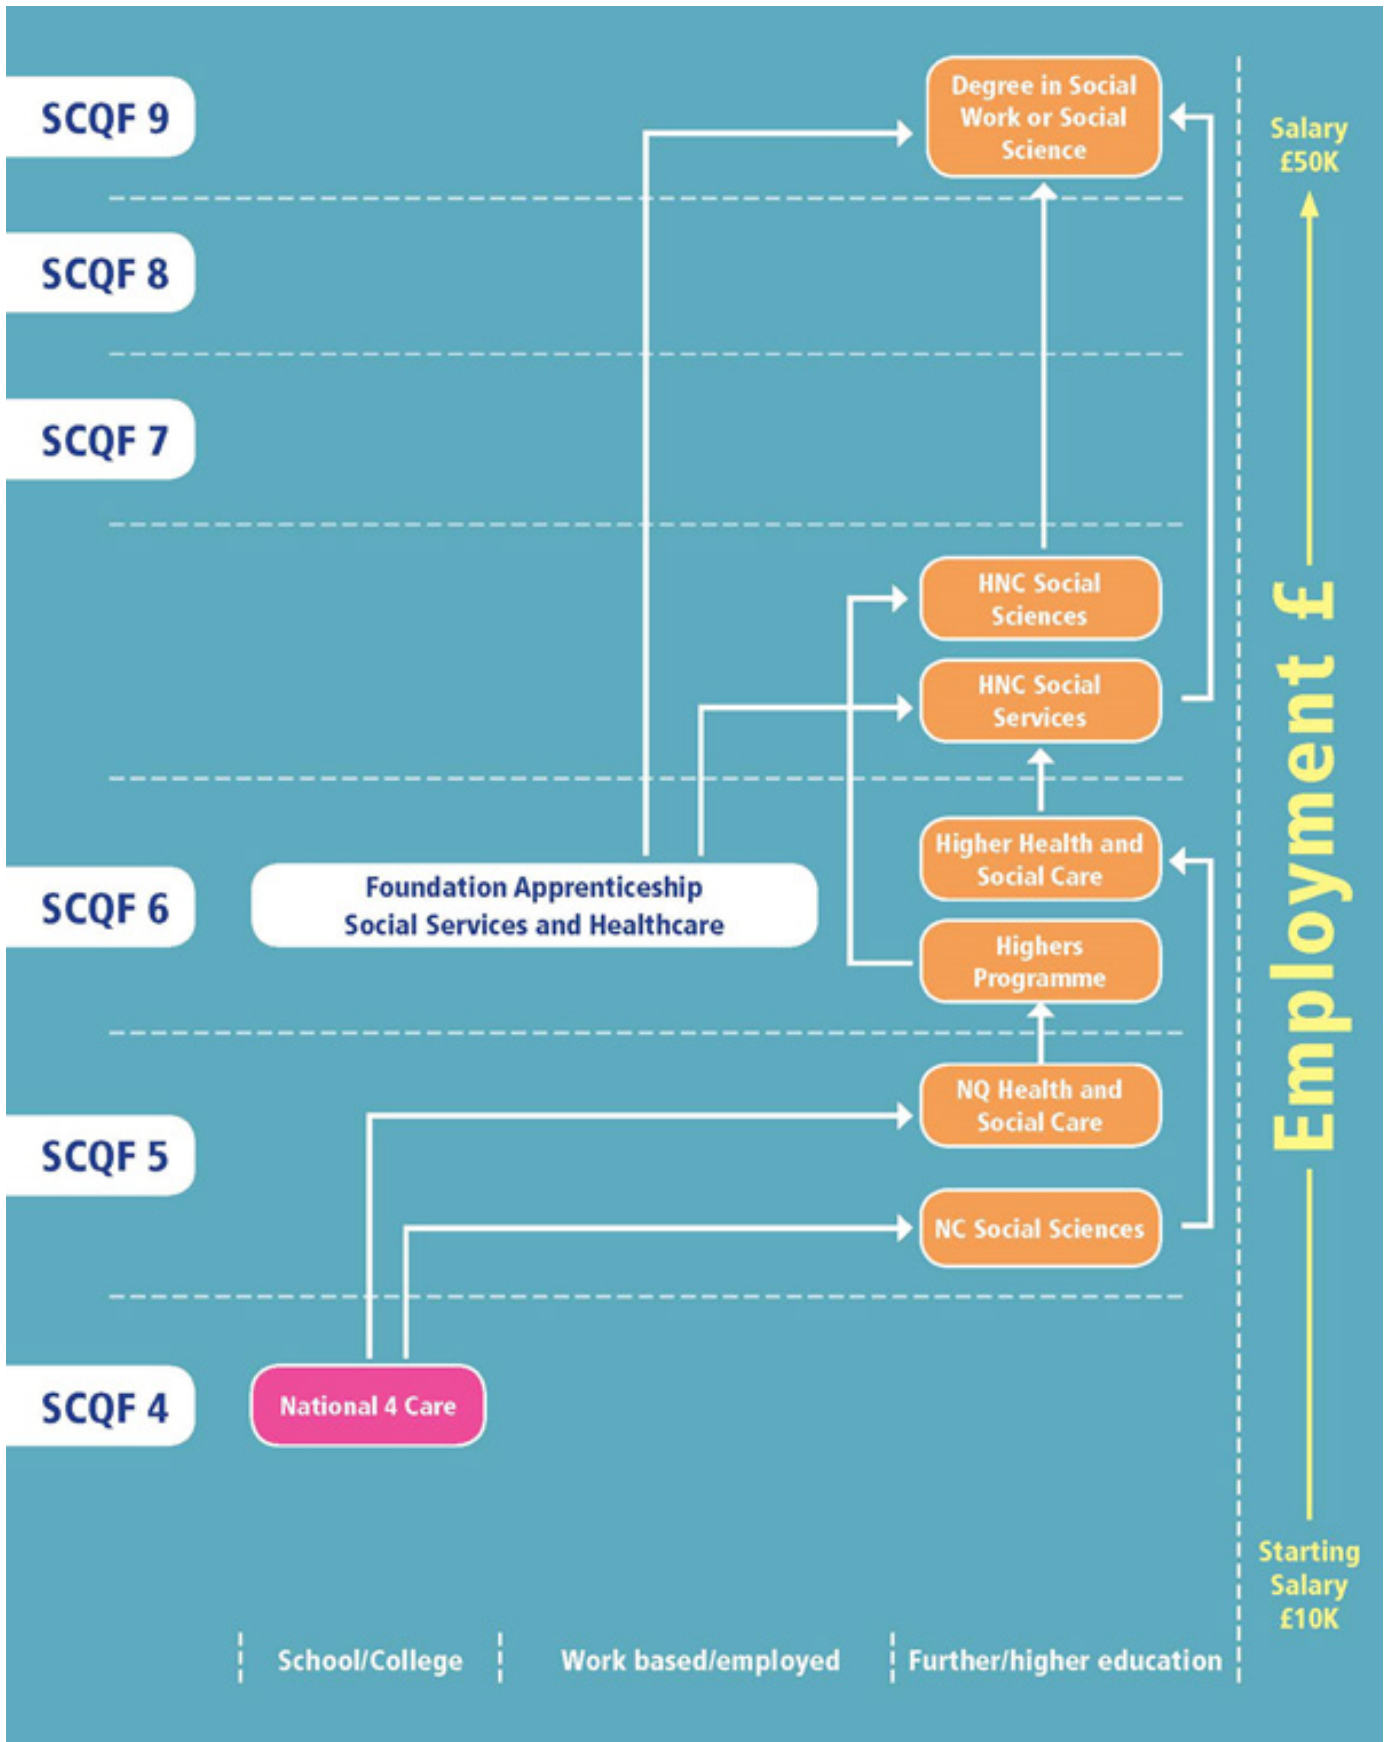 SCQF 9
Degree in Social
Work or Social
Science
Salary
£50K
SCQF 8
SCQF 7
HNC Social
Sciences
HNC Social
Services
Employment £
SCQF 6
Foundation Apprenticeship
Social Services and Healthcare
Higher Health and
Social Care
Highers
Programme
SCQF 5
NQ Health and
Social Care
NC Social Sciences
SCQF 4
National 4 Care
Starting
Salary
£10K
School/College
Work based/employed
Further/higher education